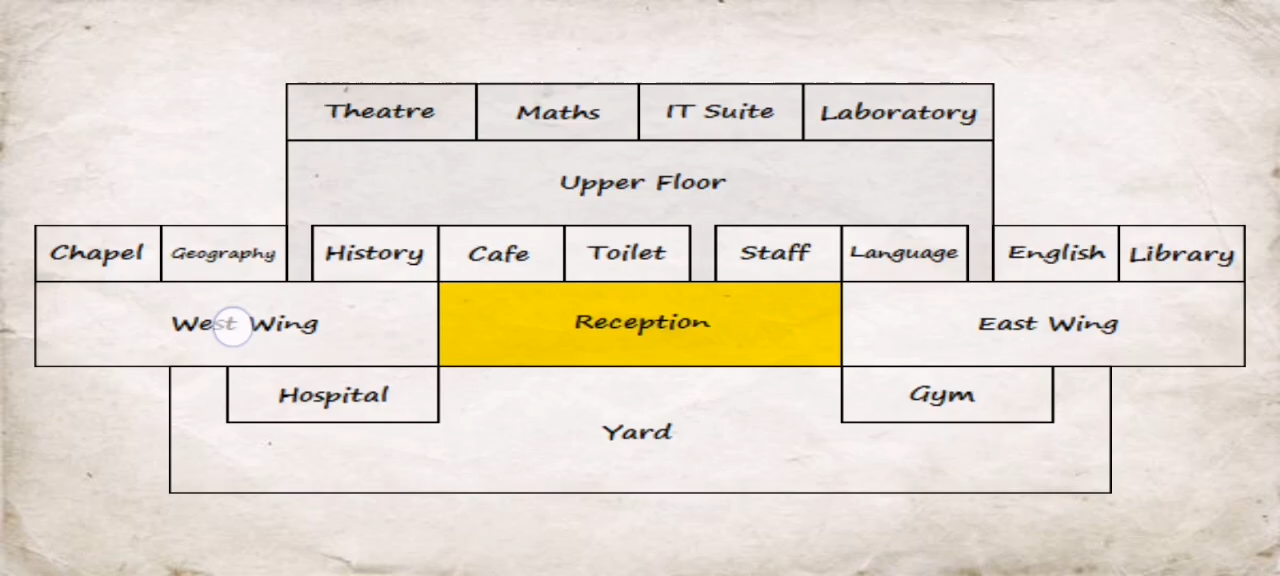 Theatre Maths IT Suite Laboratory
Upper Floor
Chapel Geography History Cafe Toilet Staff Language English Library
West Wing Reception East Wing
Hospital Gym
Yard